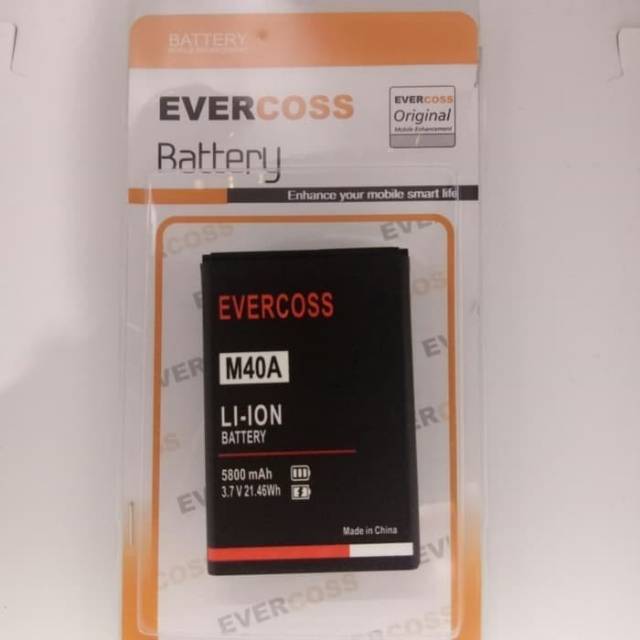 BATTERY
EVERCOSS
Battery
EVERCOSS
Original
Mobile Enhancement
Enhance your mobile smart life
EVERCOSS
M40A
LI-ION
BATTERY
5800 mAh
3.7 V 21.46Wh
Made in China
EVERCOSS